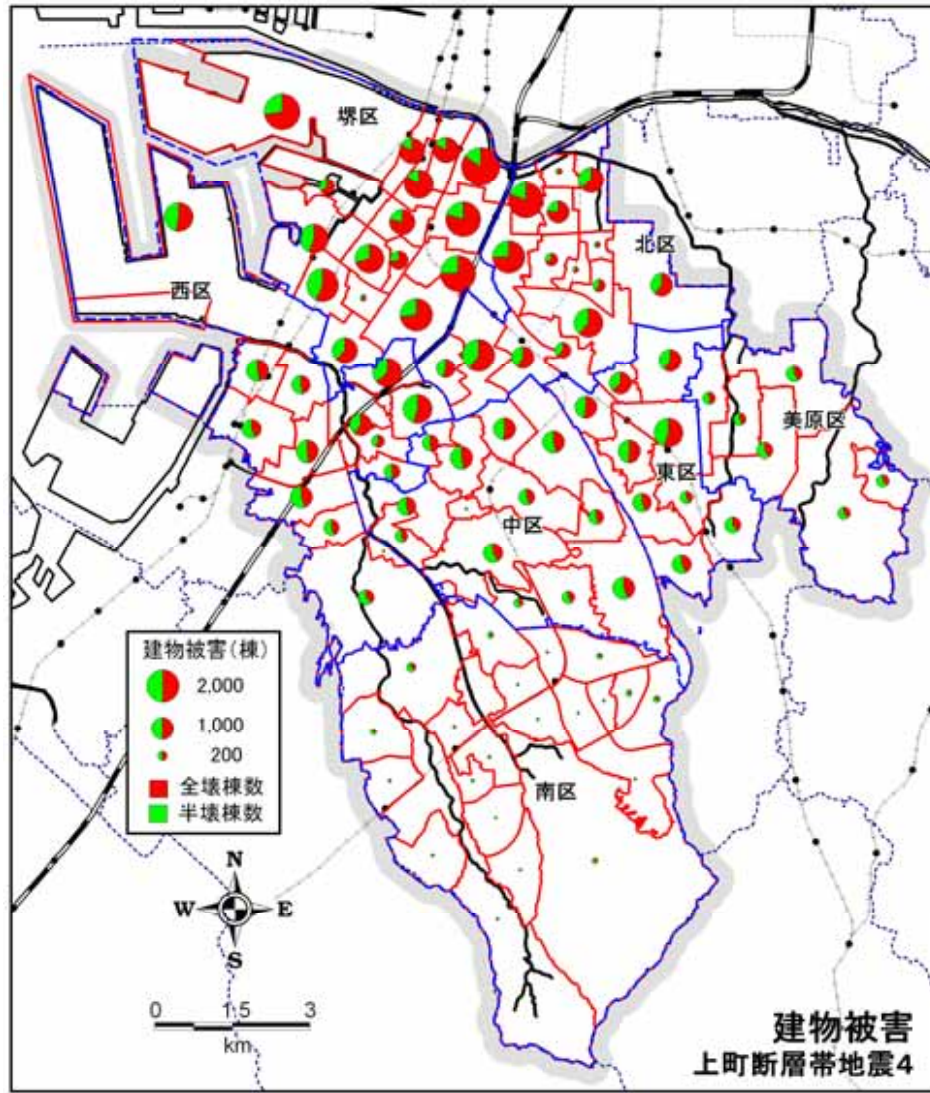 堺区
北区
西区
美原区
東区
中区
建物被害(棟)
2,000
1,000
200
全壊棟数
半壊棟数
南区
N
W
E
S
0
1.5
3
km
建物被害
上町断層帯地震4